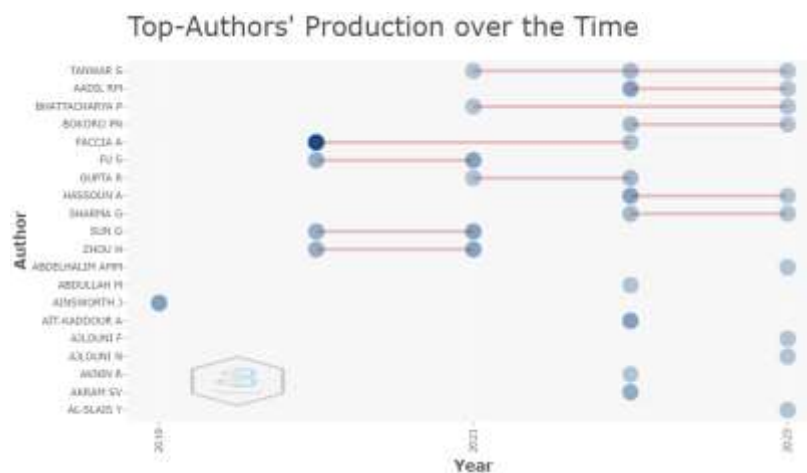 Top-Authors' Production over the Time
Author
TANWAR S
AADIL RM
BHATTACHARYA P
BOKORO PN
FACCIA A
FU S
GUPTA R
HASSOUN A
SHARMA G
SUN G
ZHOU H
ABDELHALIM AMM
ABDULLAH M
AINSWORTH J
AIT-KADDOUR A
AJLOUNI F
AJLOUNI N
AKNIN R
AKRAM SV
AL-SLAIS Y
2019
2021
2023
Year